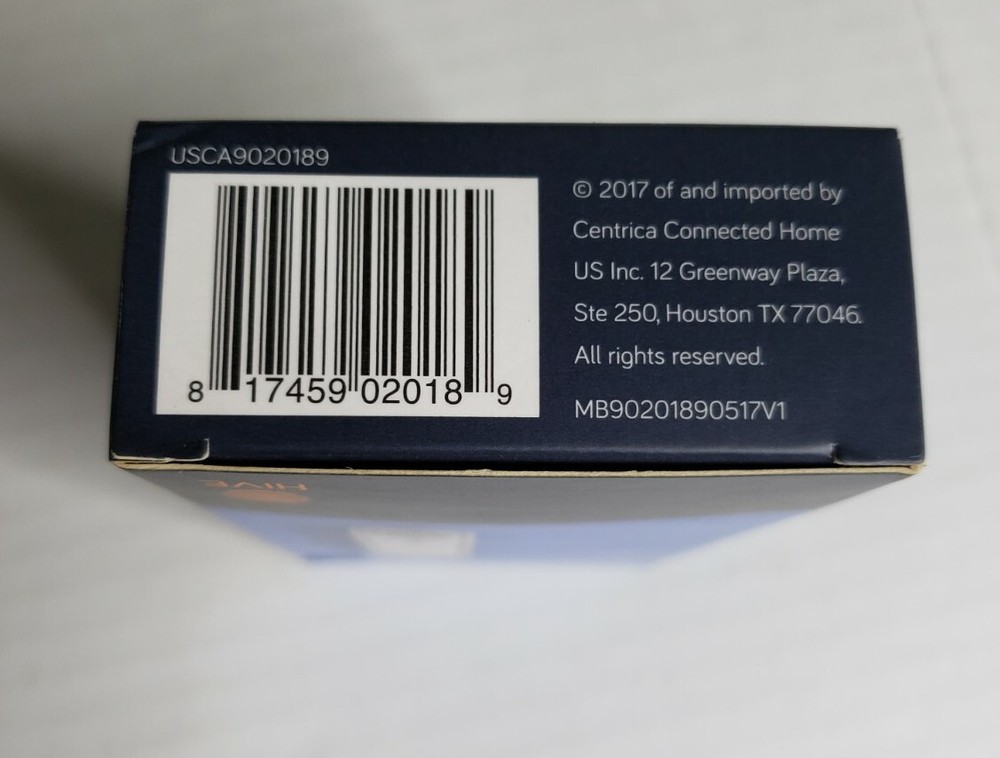 USCA9020189
8 17459 02018 9
© 2017 of and imported by
Centrica Connected Home
US Inc. 12 Greenway Plaza,
Ste 250, Houston TX 77046.
All rights reserved.
MB90201890517V1
HIVE